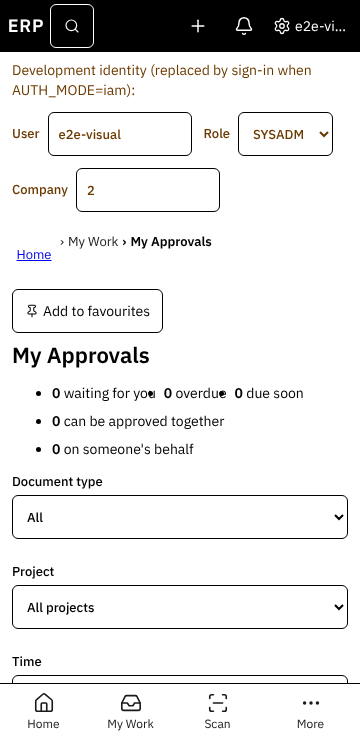 ERP e2e-vi...
Development identity (replaced by sign-in when
AUTH_MODE=iam):
User e2e-visual Role SYSADM
Company 2
Home › My Work › My Approvals
Add to favourites
My Approvals
• 0 waiting for you • 0 overdue • 0 due soon
• 0 can be approved together
• 0 on someone's behalf
Document type
All
Project
All projects
Time
Home My Work Scan More